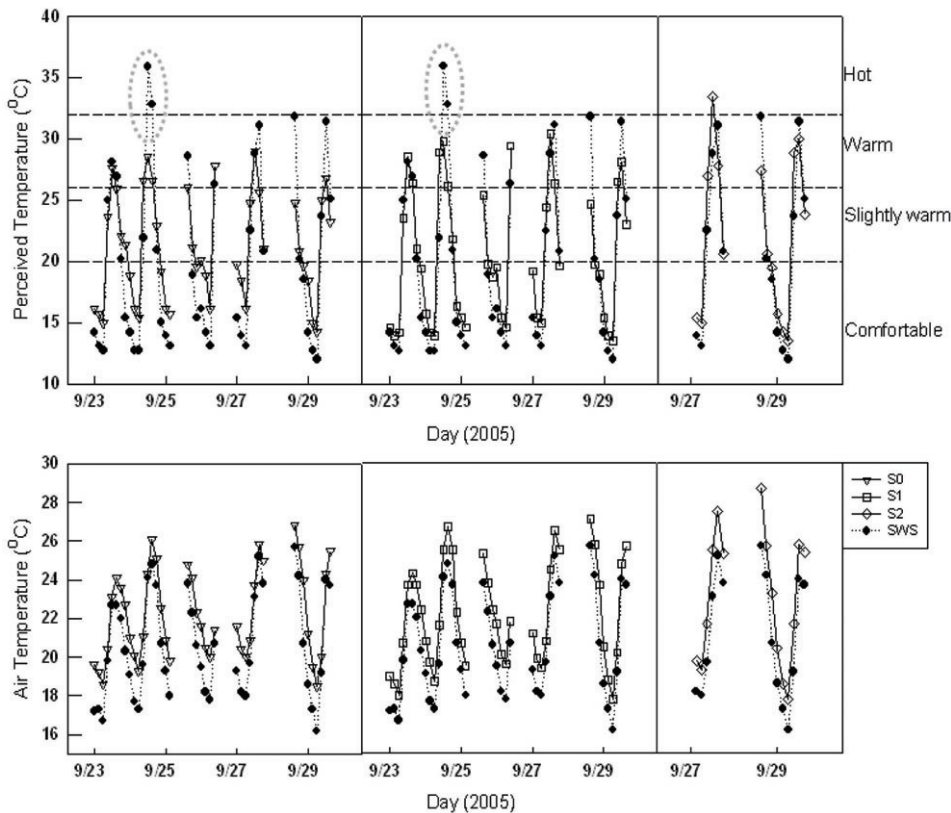 40
35
30
25
20
15
10
Perceived Temperature (⁰C)
Hot
Warm
Slightly warm
Comfortable
9/23 9/25 9/27 9/29 9/23 9/25 9/27 9/29 9/27 9/29
Day (2005)
30
28
26
24
22
20
18
16
Air Temperature (⁰C)
S0
S1
S2
SWS
9/23 9/25 9/27 9/29 9/23 9/25 9/27 9/29 9/27 9/29
Day (2005)